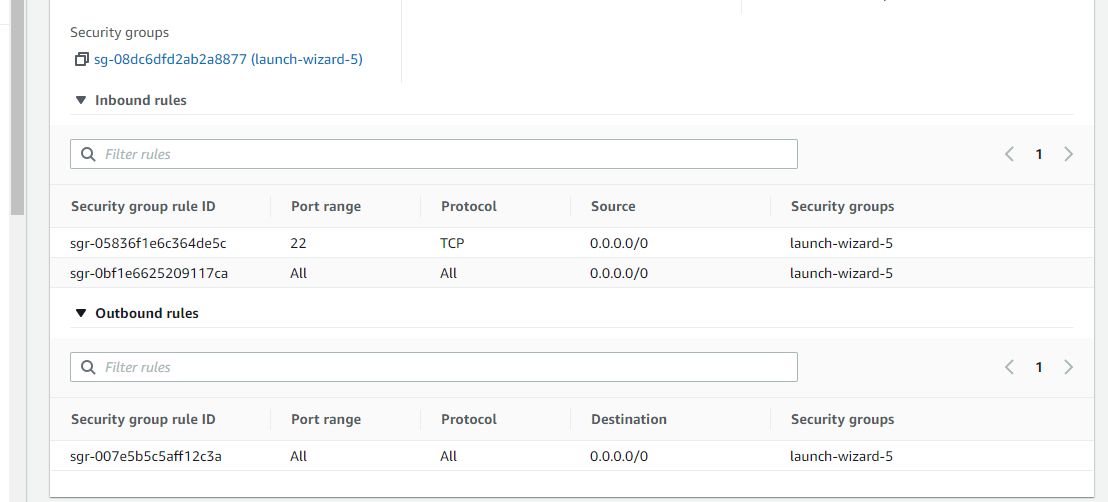 Security groups
sg-08dc6dfd2ab2a8877 (launch-wizard-5)
Inbound rules
Filter rules
1
Security group rule ID Port range Protocol Source Security groups
sgr-05836f1e6c364de5c 22 TCP 0.0.0.0/0 launch-wizard-5
sgr-0bf1e6625209117ca All All 0.0.0.0/0 launch-wizard-5
Outbound rules
Filter rules
1
Security group rule ID Port range Protocol Destination Security groups
sgr-007e5b5c5aff12c3a All All 0.0.0.0/0 launch-wizard-5